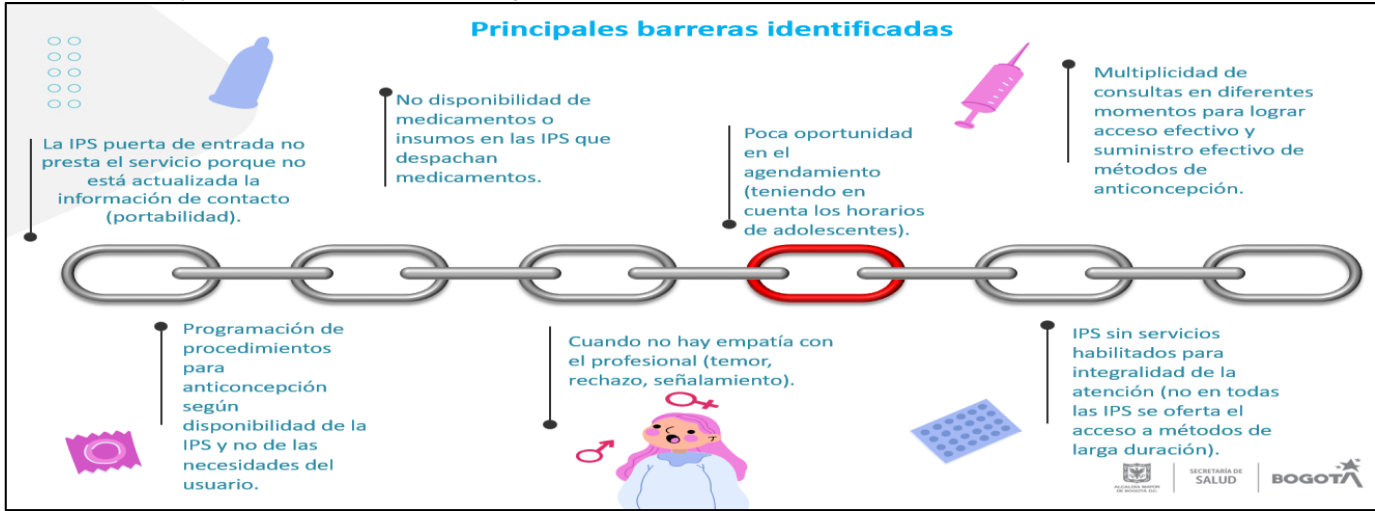 Principales barreras identificadas
La IPS puerta de entrada no
presta el servicio porque no
está actualizada la
información de contacto
(portabilidad).
No disponibilidad de
medicamentos o
insumos en las IPS que
despachan
medicamentos.
Poca oportunidad
en el
agendamiento
(teniendo en
cuenta los horarios
de adolescentes).
Multiplicidad de
consultas en diferentes
momentos para lograr
acceso efectivo y
suministro efectivo de
métodos de
anticoncepción.
Programación de
procedimientos
para
anticoncepción
según
disponibilidad de la
IPS y no de las
necesidades del
usuario.
Cuando no hay empatía con
el profesional (temor,
rechazo, señalamiento).
IPS sin servicios
habilitados para
integralidad de la
atención (no en todas
las IPS se oferta el
acceso a métodos de
larga duración).
ALCALDÍA MAYOR
DE BOGOTÁ D.C.
SECRETARÍA DE
SALUD
BOGOTÁ